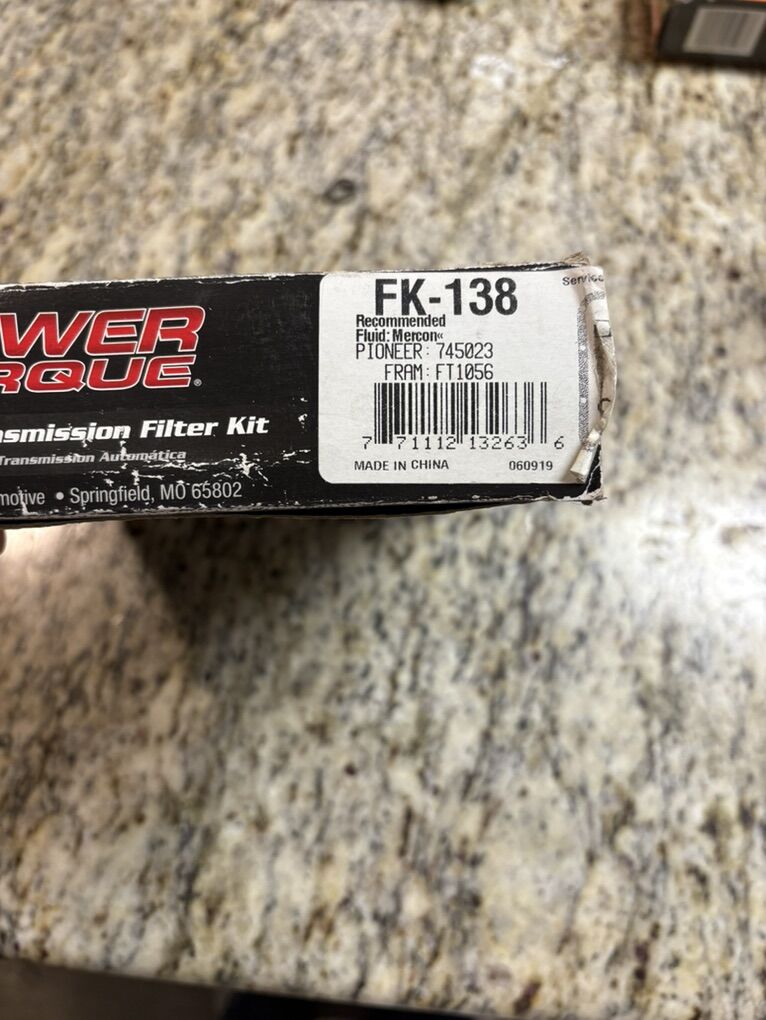 WER
RQUE®
nsmission Filter Kit
Transmission Automática
motive • Springfield, MO 65802
FK-138
Recommended
Fluid: Mercon«
PIONEER: 745023
FRAM: FT1056
7 71112 13263 6
MADE IN CHINA 060919
Service